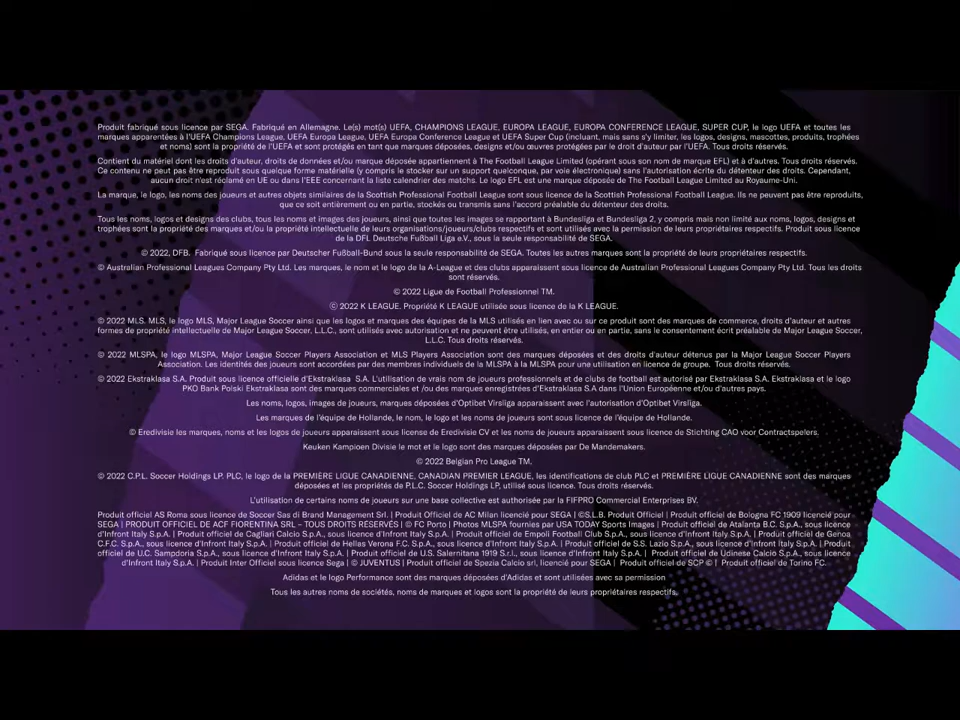 Produit fabriqué sous licence par SEGA. Fabriqué en Allemagne. Le(s) mot(s) UEFA, CHAMPIONS LEAGUE, EUROPA LEAGUE, EUROPA CONFERENCE LEAGUE, SUPER CUP, le logo UEFA et toutes les
marques apparentées à l'UEFA Champions League, UEFA Europa League, UEFA Europa Conference League et UEFA Super Cup (incluant, mais sans s'y limiter, les logos, designs, mascottes, produits, trophées
et noms) sont la propriété de l'UEFA et sont protégés en tant que marques déposées, designs et/ou œuvres protégées par le droit d'auteur par l'UEFA. Tous droits réservés.
Contient du matériel dont les droits d'auteur, droits de données et/ou marque déposée appartiennent à The Football League Limited (opérant sous son nom de marque EFL) et à d'autres. Tous droits réservés.
Ce contenu ne peut pas être reproduit sous quelque forme matérielle (y compris le stocker sur un support quelconque, par voie électronique) sans l'autorisation écrite du détenteur des droits. Cependant,
aucun droit n'est réclamé en UE ou dans l'EEE concernant la liste calendrier des matchs. Le logo EFL est une marque déposée de The Football League Limited au Royaume-Uni.
La marque, le logo, les noms des joueurs et autres objets similaires de la Scottish Professional Football League sont sous licence de la Scottish Professional Football League. Ils ne peuvent pas être reproduits,
que ce soit entièrement ou en partie, stockés ou transmis sans l'accord préalable du détenteur des droits.
Tous les noms, logos et designs des clubs, tous les noms et images des joueurs, ainsi que toutes les images se rapportant à Bundesliga et Bundesliga 2, y compris mais non limité aux noms, logos, designs et
trophées sont la propriété des marques et/ou la propriété intellectuelle de leurs organisations/joueurs/clubs respectifs et sont utilisés avec la permission de leurs propriétaires respectifs. Produit sous licence
de la DFL Deutsche Fußball Liga e.V., sous la seule responsabilité de SEGA.
© 2022, DFB. Fabriqué sous licence par Deutscher Fußball-Bund sous la seule responsabilité de SEGA. Toutes les autres marques sont la propriété de leurs propriétaires respectifs.
© Australian Professional Leagues Company Pty Ltd. Les marques, le nom et le logo de la A-League et des clubs apparaissent sous licence de Australian Professional Leagues Company Pty Ltd. Tous les droits
sont réservés.
© 2022 Ligue de Football Professionnel TM.
ⓒ 2022 K LEAGUE. Propriété K LEAGUE utilisée sous licence de la K LEAGUE.
© 2022 MLS. MLS, le logo MLS, Major League Soccer ainsi que les logos et marques des équipes de la MLS utilisés en lien avec ou sur ce produit sont des marques de commerce, droits d'auteur et autres
formes de propriété intellectuelle de Major League Soccer, L.L.C., sont utilisés avec autorisation et ne peuvent être utilisés, en entier ou en partie, sans le consentement écrit préalable de Major League Soccer,
L.L.C. Tous droits réservés.
© 2022 MLSPA, le logo MLSPA, Major League Soccer Players Association et MLS Players Association sont des marques déposées et des droits d'auteur détenus par la Major League Soccer Players
Association. Les identités des joueurs sont accordées par des membres individuels de la MLSPA à la MLSPA pour une utilisation en licence de groupe. Tous droits réservés.
© 2022 Ekstraklasa S.A. Produit sous licence officielle d'Ekstraklasa S.A. L'utilisation de vrais nom de joueurs professionnels et de clubs de football est autorisé par Ekstraklasa S.A. Ekstraklasa et le logo
PKO Bank Polski Ekstraklasa sont des marques commerciales et /ou des marques enregistrées d'Ekstraklasa S.A dans l'Union Européenne et/ou d'autres pays.
Les noms, logos, images de joueurs, marques déposées d'Optibet Virsliga apparaissent avec l'autorisation d'Optibet Virsliga.
Les marques de l'équipe de Hollande, le nom, le logo et les noms de joueurs sont sous licence de l'équipe de Hollande.
© Eredivisie les marques, noms et les logos de joueurs apparaissent sous license de Eredivisie CV et les noms de joueurs apparaissent sous licence de Stichting CAO voor Contractspelers.
Keuken Kampioen Divisie le mot et le logo sont des marques déposées par De Mandemakers.
© 2022 Belgian Pro League TM.
© 2022 C.P.L. Soccer Holdings LP. PLC, le logo de la PREMIÈRE LIGUE CANADIENNE, CANADIAN PREMIER LEAGUE, les identifications de club PLC et PREMIÈRE LIGUE CANADIENNE sont des marques
déposées et les propriétés de P.L.C. Soccer Holdings LP, utilisé sous licence. Tous droits réservés.
L'utilisation de certains noms de joueurs sur une base collective est authorisée par la FIFPRO Commercial Enterprises BV.
Produit officiel AS Roma sous licence de Soccer Sas di Brand Management Srl. | Produit Officiel de AC Milan licencié pour SEGA | ©S.L.B. Produit Officiel | Produit officiel de Bologna FC 1909 licencié pour
SEGA | PRODUIT OFFICIEL DE ACF FIORENTINA SRL – TOUS DROITS RESERVÉS | © FC Porto | Photos MLSPA fournies par USA TODAY Sports Images | Produit officiel de Atalanta B.C. S.p.A., sous licence
d'Infront Italy S.p.A. | Produit officiel de Cagliari Calcio S.p.A., sous licence d'Infront Italy S.p.A. | Produit officiel de Empoli Football Club S.p.A., sous licence d'Infront Italy S.p.A. | Produit officiel de Genoa
C.F.C. S.p.A., sous licence d'Infront Italy S.p.A. | Produit officiel de Hellas Verona F.C. S.p.A., sous licence d'Infront Italy S.p.A. | Produit officiel de S.S. Lazio S.p.A., sous licence d'Infront Italy S.p.A. | Produit
officiel de U.C. Sampdoria S.p.A., sous licence d'Infront Italy S.p.A. | Produit officiel de U.S. Salernitana 1919 S.r.l., sous licence d'Infront Italy S.p.A. | Produit officiel de Udinese Calcio S.p.A., sous licence
d'Infront Italy S.p.A. | Produit Inter Officiel sous licence Sega | © JUVENTUS | Produit officiel de Spezia Calcio srl, licencié pour SEGA | Produit officiel de SCP © | Produit officiel de Torino FC.
Adidas et le logo Performance sont des marques déposées d'Adidas et sont utilisées avec sa permission
Tous les autres noms de sociétés, noms de marques et logos sont la propriété de leurs propriétaires respectifs.